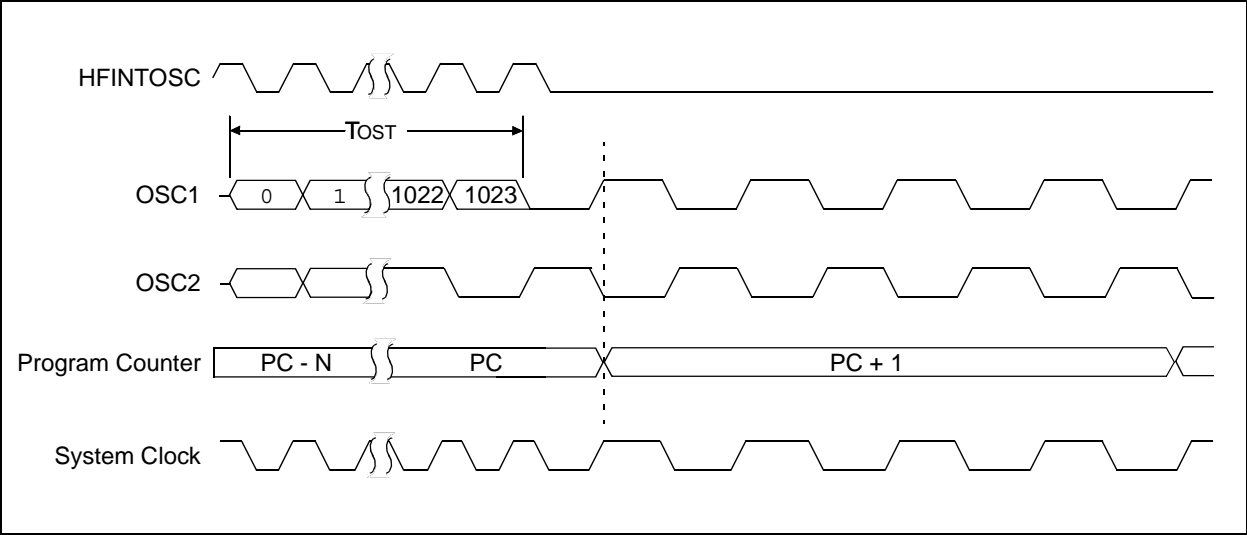 HFINTOSC
TOST
OSC1
0 1 1022 1023
OSC2
Program Counter
PC - N PC PC + 1
System Clock